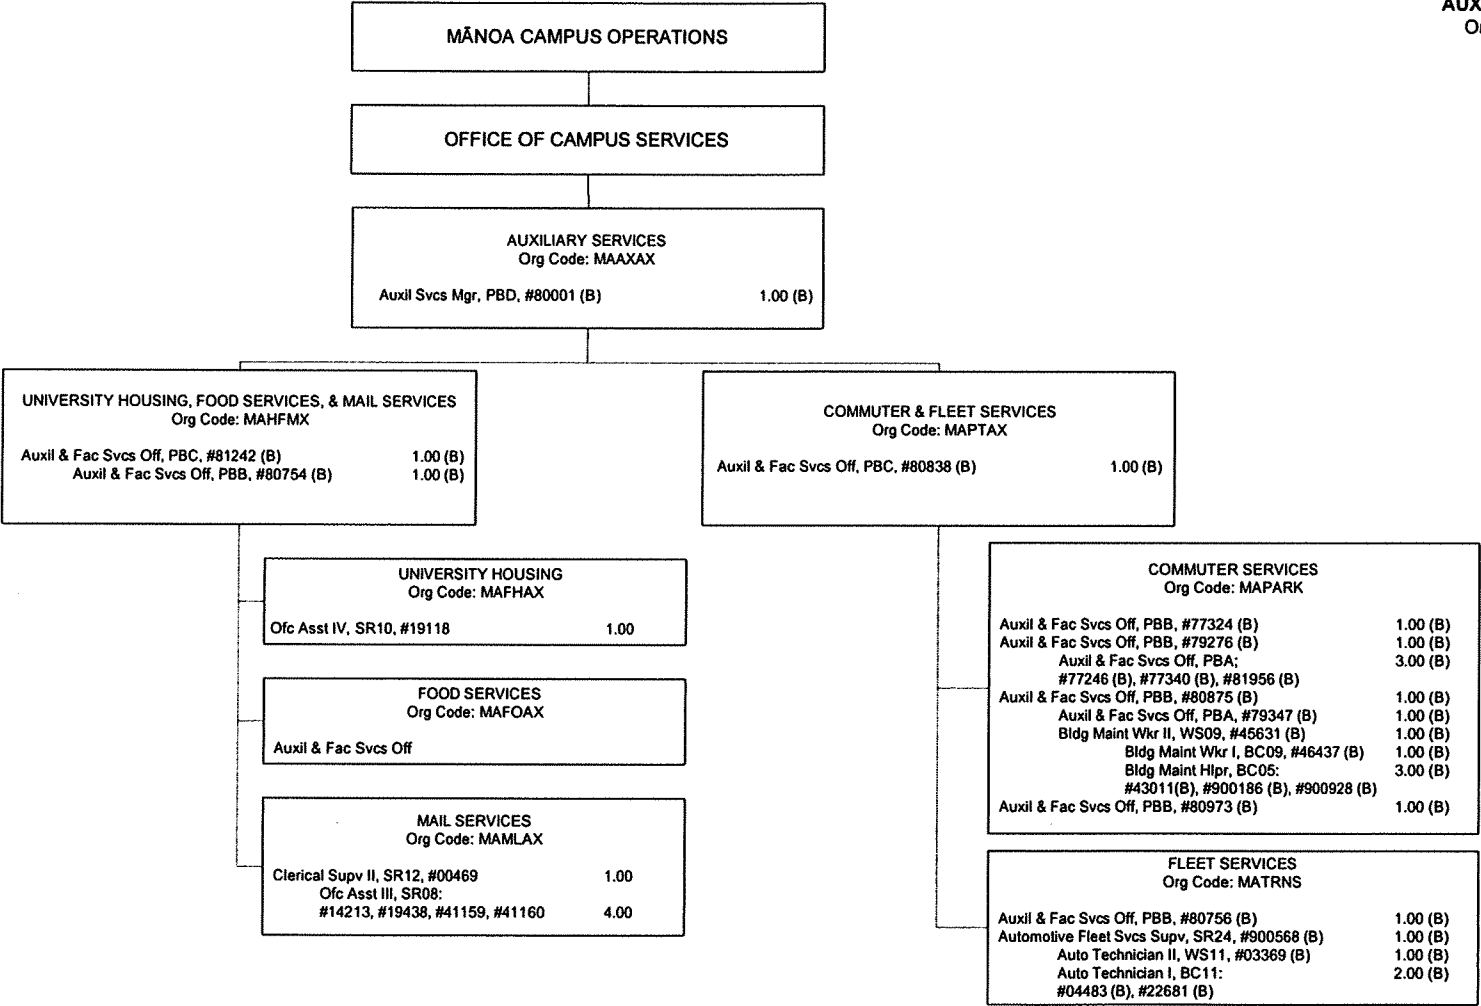 AUX
MĀNOA CAMPUS OPERATIONS
OFFICE OF CAMPUS SERVICES
AUXILIARY SERVICES
Org Code: MAAXAX
Auxil Svcs Mgr, PBD, #80001 (B) 1.00 (B)
UNIVERSITY HOUSING, FOOD SERVICES, & MAIL SERVICES
Org Code: MAHFMX
Auxil & Fac Svcs Off, PBC, #81242 (B) 1.00 (B)
Auxil & Fac Svcs Off, PBB, #80754 (B) 1.00 (B)
COMMUTER & FLEET SERVICES
Org Code: MAPTAX
Auxil & Fac Svcs Off, PBC, #80838 (B) 1.00 (B)
UNIVERSITY HOUSING
Org Code: MAFHAX
Ofc Asst IV, SR10, #19118 1.00
FOOD SERVICES
Org Code: MAFOAX
Auxil & Fac Svcs Off
MAIL SERVICES
Org Code: MAMLAX
Clerical Supv II, SR12, #00469 1.00
Ofc Asst III, SR08:
#14213, #19438, #41159, #41160 4.00
COMMUTER SERVICES
Org Code: MAPARK
Auxil & Fac Svcs Off, PBB, #77324 (B) 1.00 (B)
Auxil & Fac Svcs Off, PBB, #79276 (B) 1.00 (B)
Auxil & Fac Svcs Off, PBA; 3.00 (B)
#77246 (B), #77340 (B), #81956 (B)
Auxil & Fac Svcs Off, PBB, #80875 (B) 1.00 (B)
Auxil & Fac Svcs Off, PBA, #79347 (B) 1.00 (B)
Bldg Maint Wkr II, WS09, #45631 (B) 1.00 (B)
Bldg Maint Wkr I, BC09, #46437 (B) 1.00 (B)
Bldg Maint Hlpr, BC05: 3.00 (B)
#43011(B), #900186 (B), #900928 (B)
Auxil & Fac Svcs Off, PBB, #80973 (B) 1.00 (B)
FLEET SERVICES
Org Code: MATRNS
Auxil & Fac Svcs Off, PBB, #80756 (B) 1.00 (B)
Automotive Fleet Svcs Supv, SR24, #900568 (B) 1.00 (B)
Auto Technician II, WS11, #03369 (B) 1.00 (B)
Auto Technician I, BC11: 2.00 (B)
#04483 (B), #22681 (B)